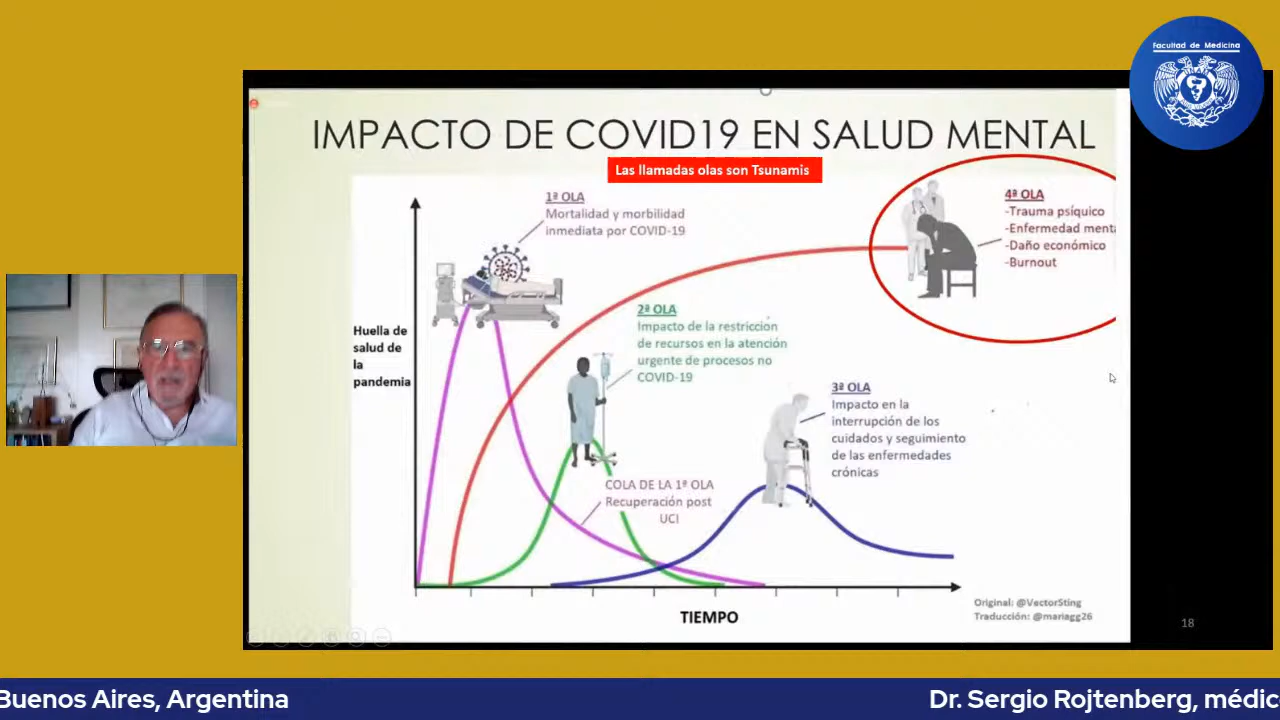 Facultad de Medicina
IMPACTO DE COVID19 EN SALUD MENTAL
Las llamadas olas son Tsunamis
1ª OLA
Mortalidad y morbilidad
inmediata por COVID-19
4ª OLA
-Trauma psíquico
-Enfermedad menta
-Daño económico
-Burnout
2ª OLA
Impacto de la restricción
de recursos en la atención
urgente de procesos no
COVID-19
Huella de
salud de
la
pandemia
3ª OLA
Impacto en la
interrupción de los
cuidados y seguimiento
de las enfermedades
crónicas
COLA DE LA 1ª OLA
Recuperación post
UCI
TIEMPO
Original: @VectorSting
Traducción: @mariagg26
18
Buenos Aires, Argentina
Dr. Sergio Rojtenberg, médic